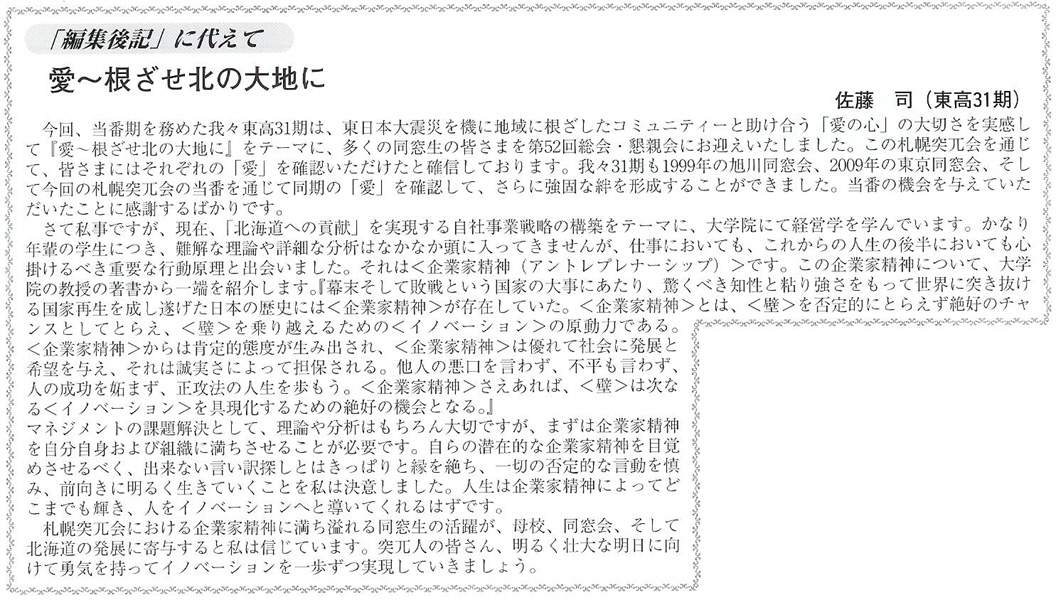 「編集後記」に代えて
愛～根ざせ北の大地に
佐藤　司（東高31期）
　今回、当番期を務めた我々東高31期は、東日本大震災を機に地域に根ざしたコミュニティーと助け合う「愛の心」の大切さを実感し
て『愛～根ざせ北の大地に』をテーマに、多くの同窓生の皆さまを第52回総会・懇親会にお迎えいたしました。この札幌突兀会を通じ
て、皆さまにはそれぞれの「愛」を確認いただけたと確信しております。我々31期も1999年の旭川同窓会、2009年の東京同窓会、そし
て今回の札幌突兀会の当番を通じて同期の「愛」を確認して、さらに強固な絆を形成することができました。当番の機会を与えていた
だいたことに感謝するばかりです。
　さて私事ですが、現在、「北海道への貢献」を実現する自社事業戦略の構築をテーマに、大学院にて経営学を学んでいます。かなり
年輩の学生につき、難解な理論や詳細な分析はなかなか頭に入ってきませんが、仕事においても、これからの人生の後半においても心
掛けるべき重要な行動原理と出会いました。それは＜企業家精神（アントレプレナーシップ）＞です。この企業家精神について、大学
院の教授の著書から一端を紹介します。『幕末そして敗戦という国家の大事にあたり、驚くべき知性と粘り強さをもって世界に突き抜け
る国家再生を成し遂げた日本の歴史には＜企業家精神＞が存在していた。＜企業家精神＞とは、＜壁＞を否定的にとらえず絶好のチャ
ンスとしてとらえ、＜壁＞を乗り越えるための＜イノベーション＞の原動力である。
＜企業家精神＞からは肯定的態度が生み出され、＜企業家精神＞は優れて社会に発展と
希望を与え、それは誠実さによって担保される。他人の悪口を言わず、不平も言わず、
人の成功を妬まず、正攻法の人生を歩もう。＜企業家精神＞さえあれば、＜壁＞は次な
る＜イノベーション＞を具現化するための絶好の機会となる。』
マネジメントの課題解決として、理論や分析はもちろん大切ですが、まずは企業家精神
を自分自身および組織に満ちさせることが必要です。自らの潜在的な企業家精神を目覚
めさせるべく、出来ない言い訳探しとはきっぱりと縁を絶ち、一切の否定的な言動を慎
み、前向きに明るく生きていくことを私は決意しました。人生は企業家精神によってど
こまでも輝き、人をイノベーションへと導いてくれるはずです。
　札幌突兀会における企業家精神に満ち溢れる同窓生の活躍が、母校、同窓会、そして
北海道の発展に寄与すると私は信じています。突兀人の皆さん、明るく壮大な明日に向
けて勇気を持ってイノベーションを一歩ずつ実現していきましょう。